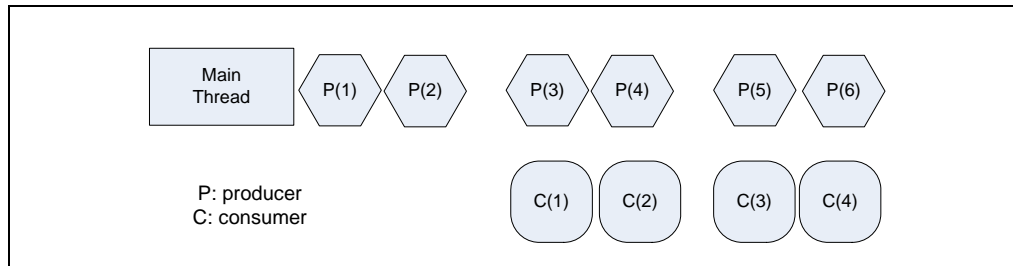 Main
Thread
P(1)
P(2)
P(3)
P(4)
P(5)
P(6)
P: producer
C: consumer
C(1)
C(2)
C(3)
C(4)